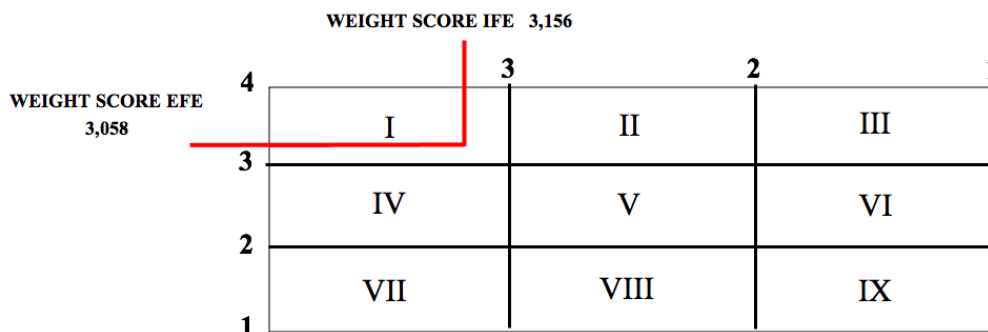 WEIGHT SCORE IFE 3,156
3 2
4
WEIGHT SCORE EFE
3,058
I II III
3
IV V VI
2
VII VIII IX
1